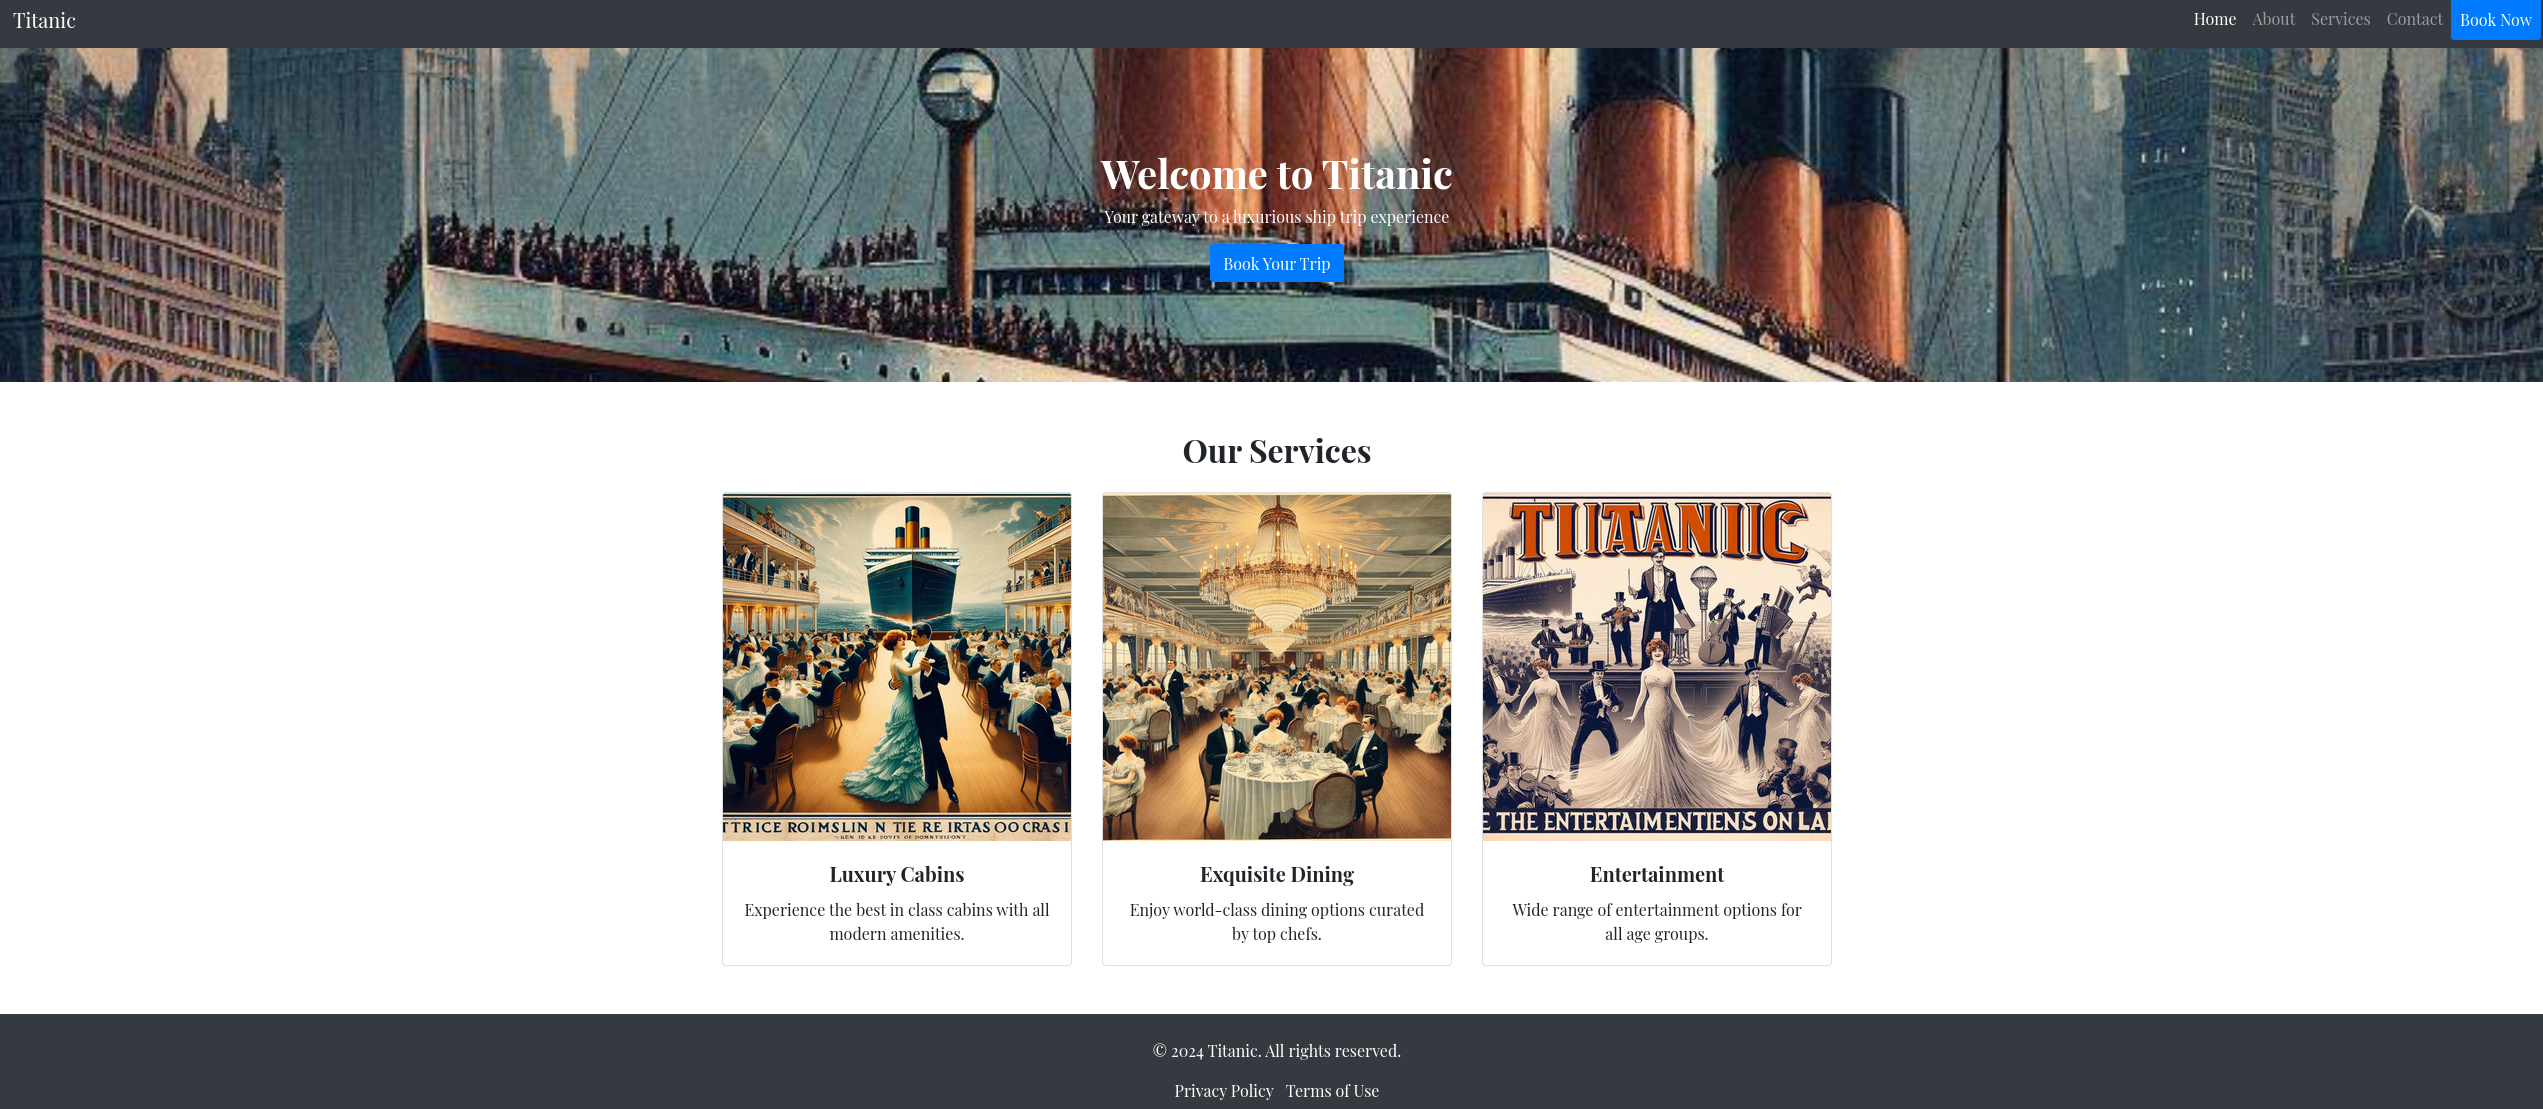 Titanic
Home About Services Contact Book Now
Welcome to Titanic
Your gateway to a luxurious ship trip experience
Book Your Trip
Our Services
TTRICE ROIMSLIN N TIE RE IRTAS OO CRAS I
TIITANIIC
E THE ENTERTAIMENTIENS ON LAI
Luxury Cabins
Experience the best in class cabins with all
modern amenities.
Exquisite Dining
Enjoy world-class dining options curated
by top chefs.
Entertainment
Wide range of entertainment options for
all age groups.
© 2024 Titanic. All rights reserved.
Privacy Policy Terms of Use